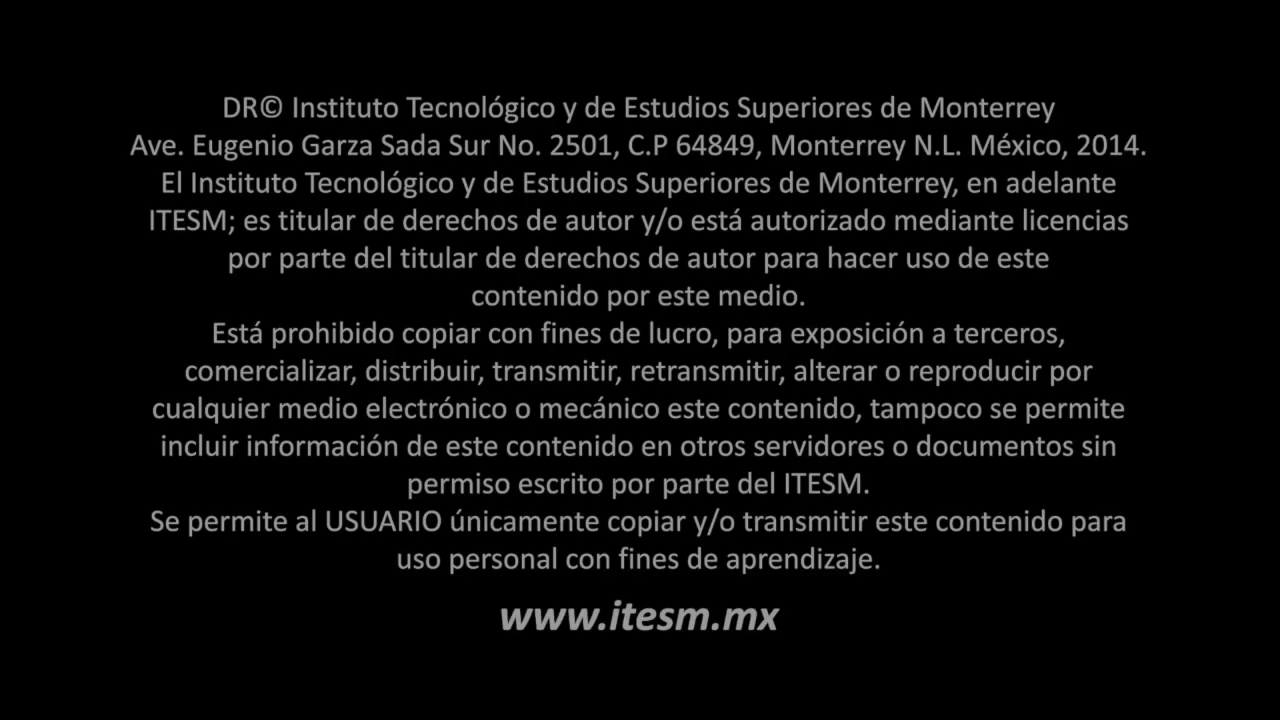 DR© Instituto Tecnológico y de Estudios Superiores de Monterrey
Ave. Eugenio Garza Sada Sur No. 2501, C.P 64849, Monterrey N.L. México, 2014.
El Instituto Tecnológico y de Estudios Superiores de Monterrey, en adelante
ITESM; es titular de derechos de autor y/o está autorizado mediante licencias
por parte del titular de derechos de autor para hacer uso de este
contenido por este medio.
Está prohibido copiar con fines de lucro, para exposición a terceros,
comercializar, distribuir, transmitir, retransmitir, alterar o reproducir por
cualquier medio electrónico o mecánico este contenido, tampoco se permite
incluir información de este contenido en otros servidores o documentos sin
permiso escrito por parte del ITESM.
Se permite al USUARIO únicamente copiar y/o transmitir este contenido para
uso personal con fines de aprendizaje.
www.itesm.mx